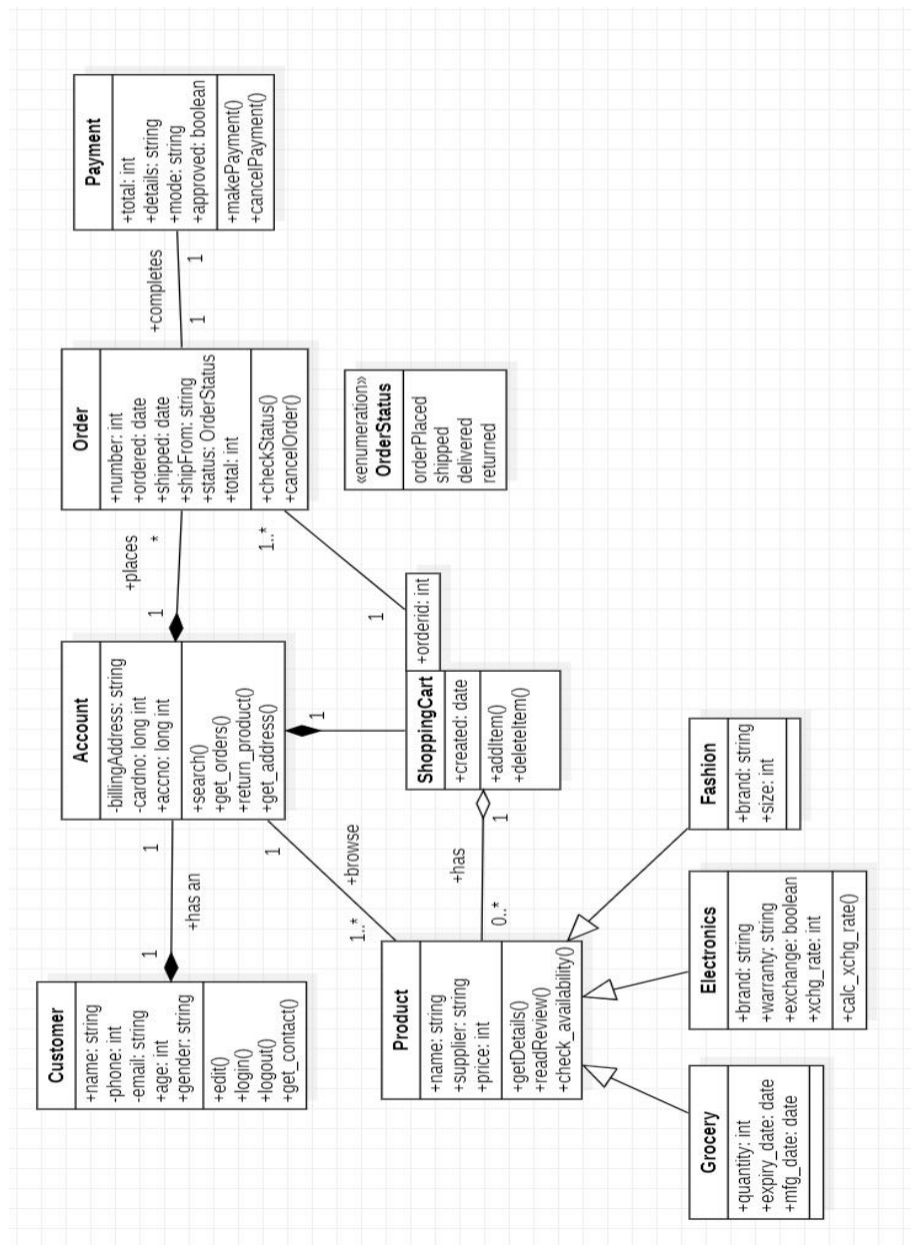 Customer
+name: string
-phone: int
-email: string
+age: int
+gender: string
+edit()
+login()
+logout()
+get_contact()
1
+has an
1
Account
-billingAddress: string
-cardno: long int
+accno: long int
+search()
+get_orders()
+return_product()
+get_address()
1
+places
*
Order
+number: int
+ordered: date
+shipped: date
+shipFrom: string
+status: OrderStatus
+total: int
+checkStatus()
+cancelOrder()
+completes
1
1
Payment
+total: int
+details: string
+mode: string
+approved: boolean
+makePayment()
+cancelPayment()
1
+browse
1..*
1
1..*
1
«enumeration»
OrderStatus
orderPlaced
shipped
delivered
returned
Product
+name: string
+supplier: string
+price: int
+getDetails()
+readReview()
+check_availability()
+has
0..*
1
ShoppingCart
+orderid: int
+created: date
+addItem()
+deleteItem()
Grocery
+quantity: int
+expiry_date: date
+mfg_date: date
Electronics
+brand: string
+warranty: string
+exchange: boolean
+xchg_rate: int
+calc_xchg_rate()
Fashion
+brand: string
+size: int